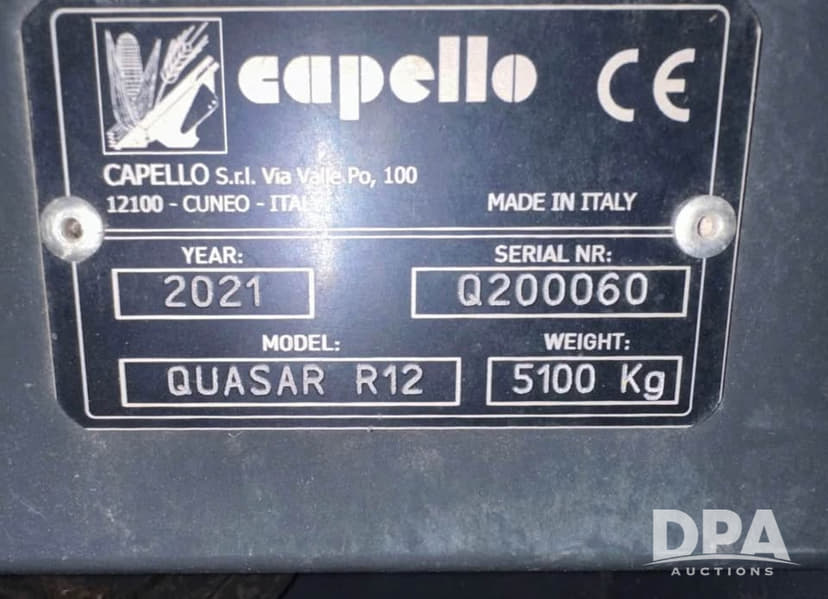 capello CE
CAPELLO S.r.l. Via Valle Po, 100
12100 - CUNEO - ITALY
MADE IN ITALY
YEAR:
2021
SERIAL NR:
Q200060
MODEL:
QUASAR R12
WEIGHT:
5100 Kg
DPA
AUCTIONS